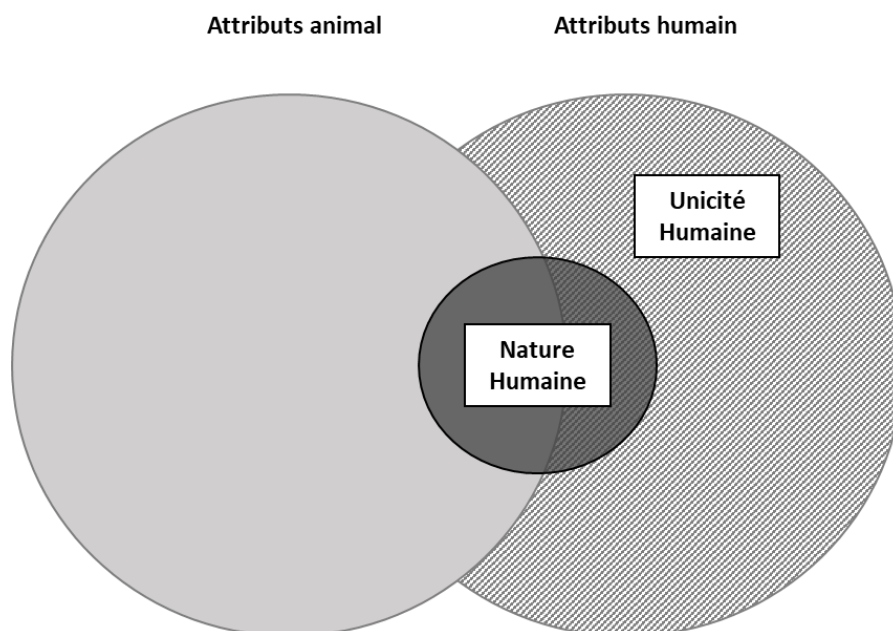 Attributs animal
Attributs humain
Unicité
Humaine
Nature
Humaine